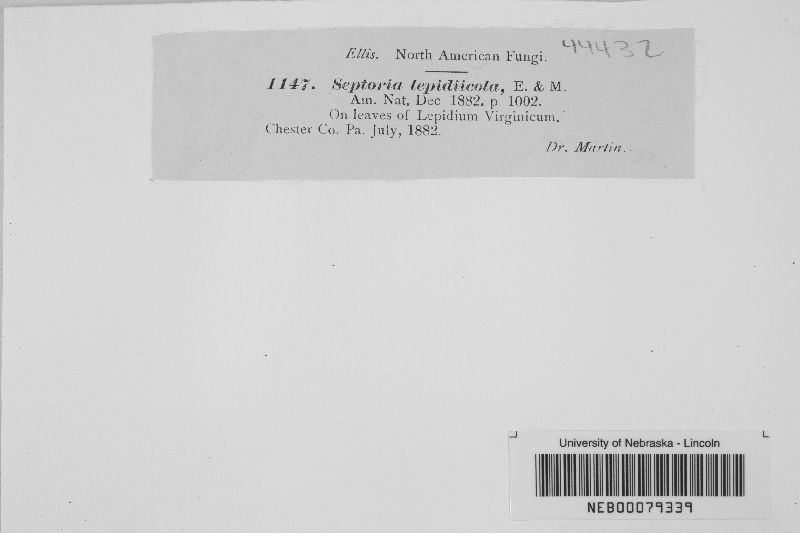 Ellis. North American Fungi. 44432
1147. Septoria lepidiicola, E. & M.
Am. Nat. Dec 1882. p. 1002.
On leaves of Lepidium Virginicum.
Chester Co. Pa. July, 1882.
Dr. Martin.
University of Nebraska - Lincoln
NEB00079339